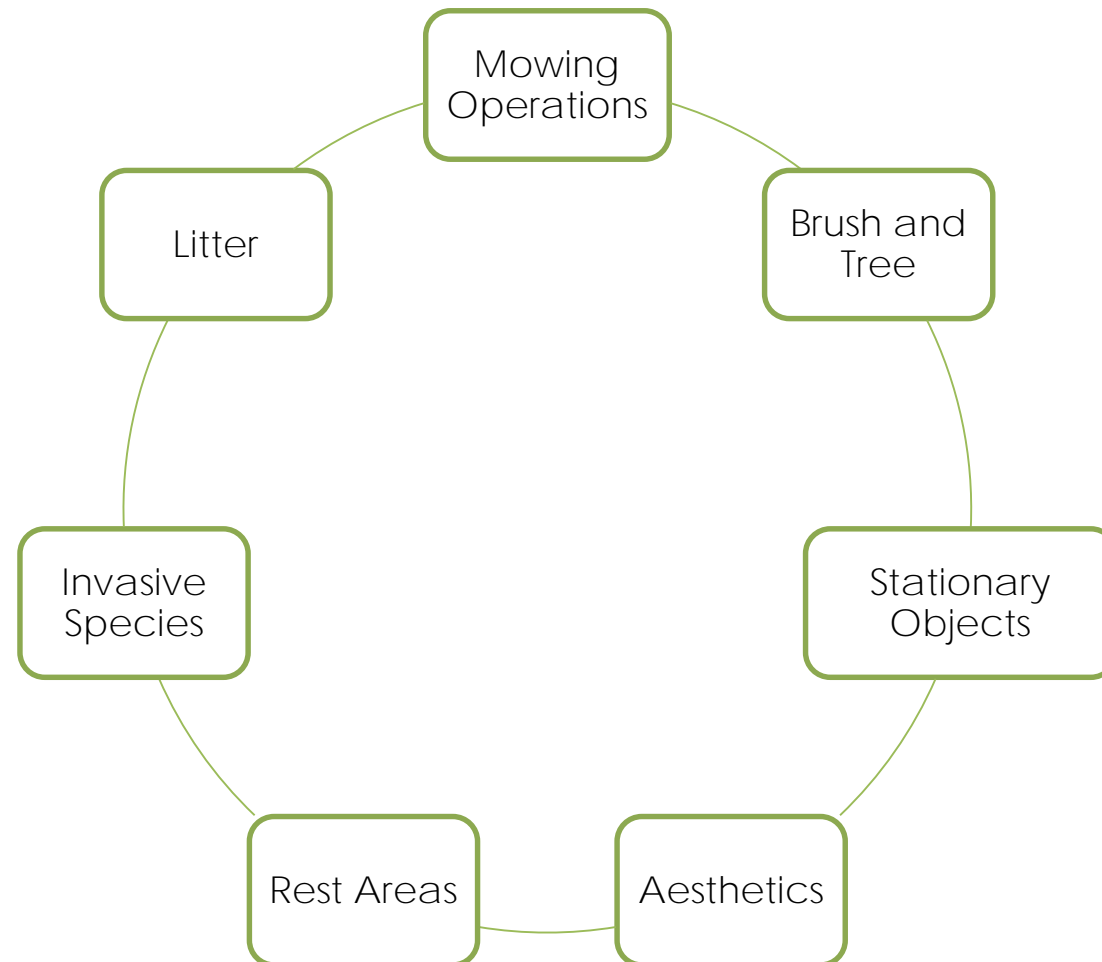 Mowing
Operations
Brush and
Tree
Stationary
Objects
Aesthetics
Rest Areas
Invasive
Species
Litter